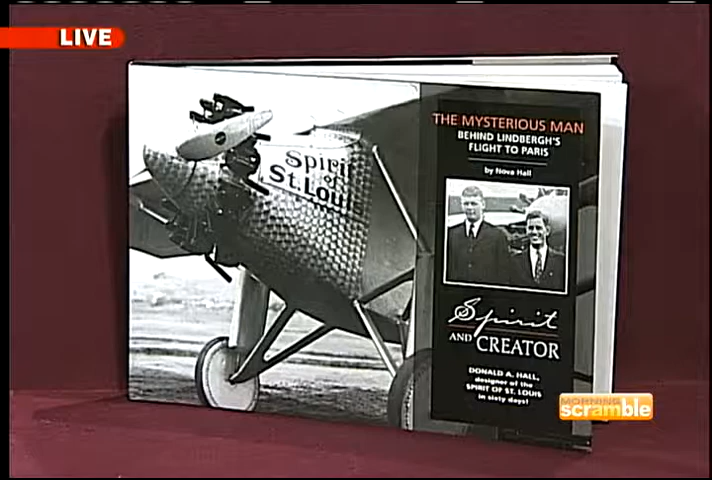 LIVE
THE MYSTERIOUS MAN
BEHIND LINDBERGH'S
FLIGHT TO PARIS
by Nova Hall
Spirit
of
St. Loui
Spirit
AND CREATOR
DONALD A. HALL,
designer of the
SPIRIT OF ST. LOUIS
in sixty days!
MORNING
scramble